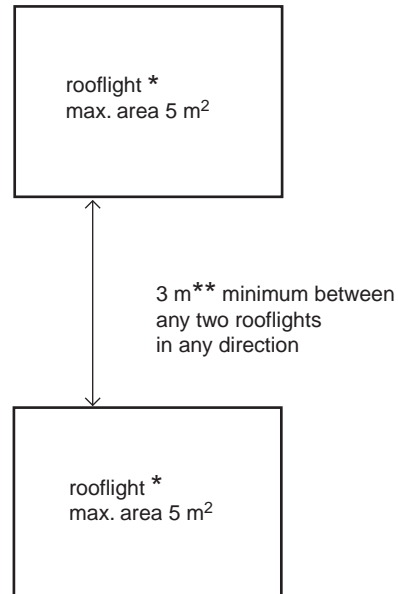 rooflight *
max. area 5 m²
3 m** minimum between
any two rooflights
in any direction
rooflight *
max. area 5 m²